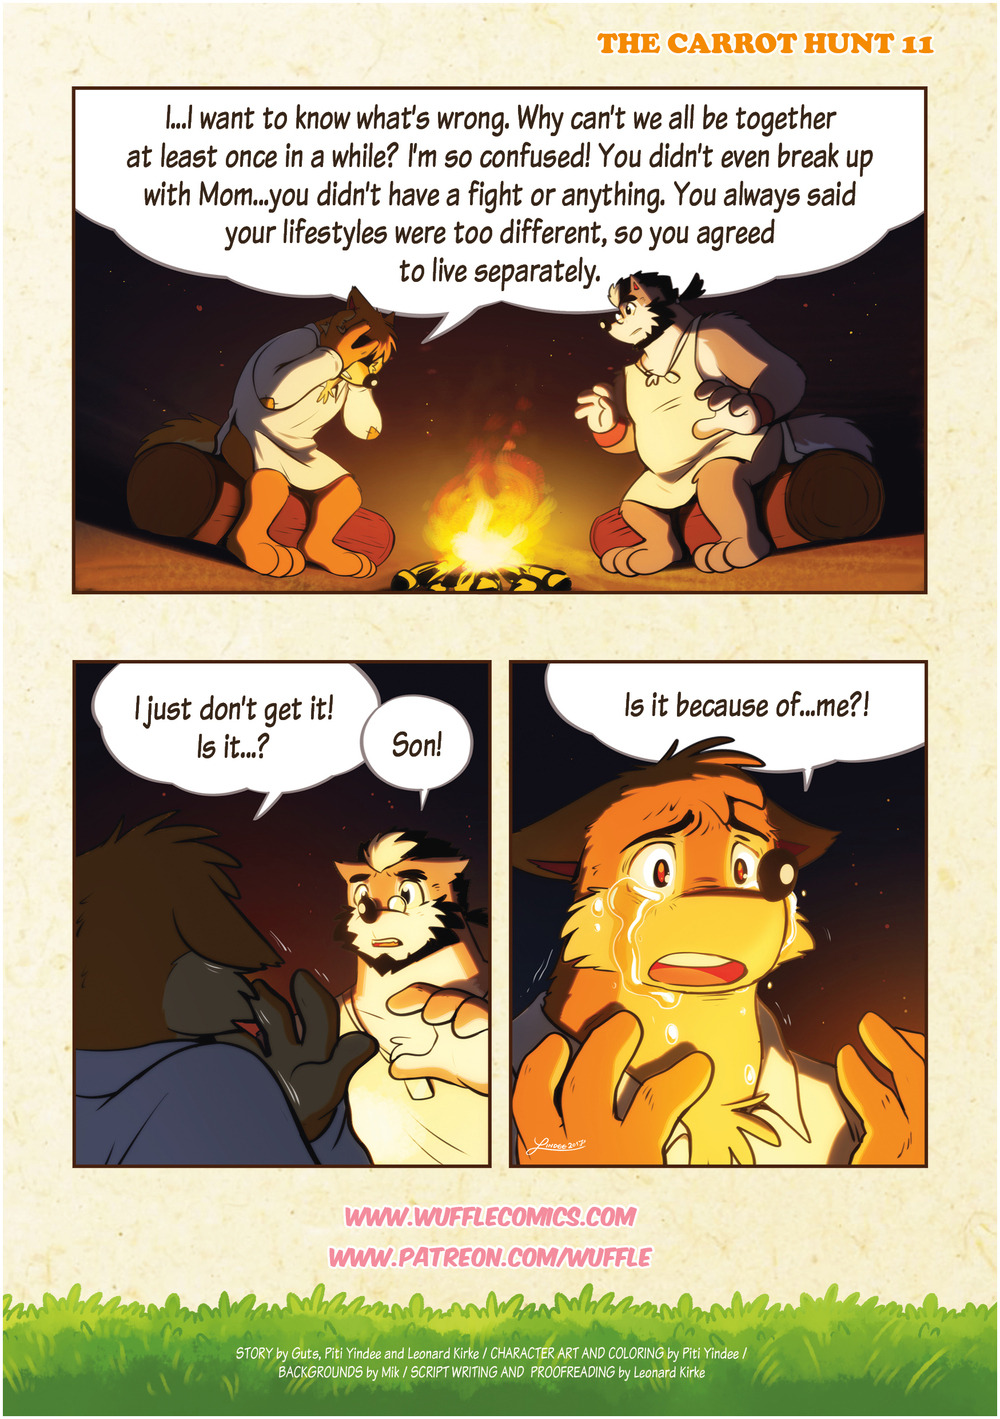 THE CARROT HUNT 11
I...I want to know what's wrong. Why can't we all be together
at least once in a while? I'm so confused! You didn't even break up
with Mom...you didn't have a fight or anything. You always said
your lifestyles were too different, so you agreed
to live separately.
I just don't get it!
Is it...?
Son!
Is it because of...me?!
YINDEE 2017
WWW.WUFFLECOMICS.COM
WWW.PATREON.COM/WUFFLE
STORY by Guts, Piti Yindee and Leonard Kirke / CHARACTER ART AND COLORING by Piti Yindee /
BACKGROUNDS by Mik / SCRIPT WRITING AND PROOFREADING by Leonard Kirke